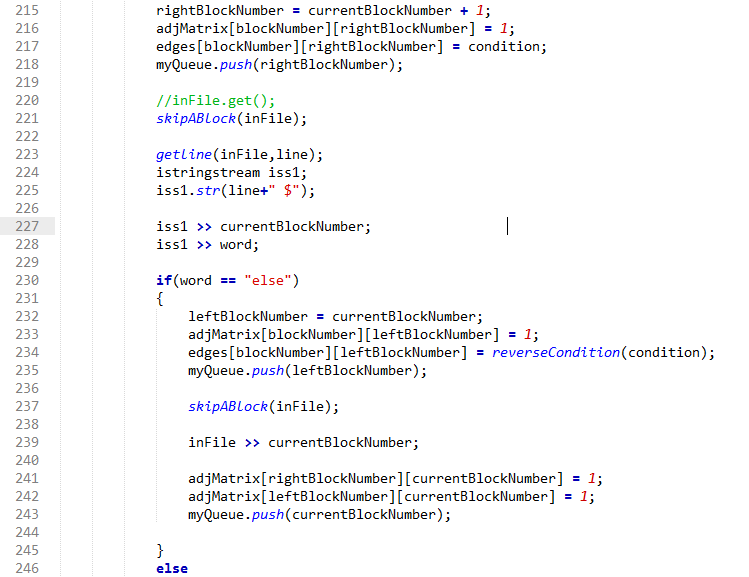 215 rightBlockNumber = currentBlockNumber + 1;
216 adjMatrix[blockNumber][rightBlockNumber] = 1;
217 edges[blockNumber][rightBlockNumber] = condition;
218 myQueue.push(rightBlockNumber);
219
220 //inFile.get();
221 skipABlock(inFile);
222
223 getline(inFile,line);
224 istringstream iss1;
225 iss1.str(line+" $");
226
227 iss1 >> currentBlockNumber;
228 iss1 >> word;
229
230 if(word == "else")
231 {
232 leftBlockNumber = currentBlockNumber;
233 adjMatrix[blockNumber][leftBlockNumber] = 1;
234 edges[blockNumber][leftBlockNumber] = reverseCondition(condition);
235 myQueue.push(leftBlockNumber);
236
237 skipABlock(inFile);
238
239 inFile >> currentBlockNumber;
240
241 adjMatrix[rightBlockNumber][currentBlockNumber] = 1;
242 adjMatrix[leftBlockNumber][currentBlockNumber] = 1;
243 myQueue.push(currentBlockNumber);
244
245 }
246 else